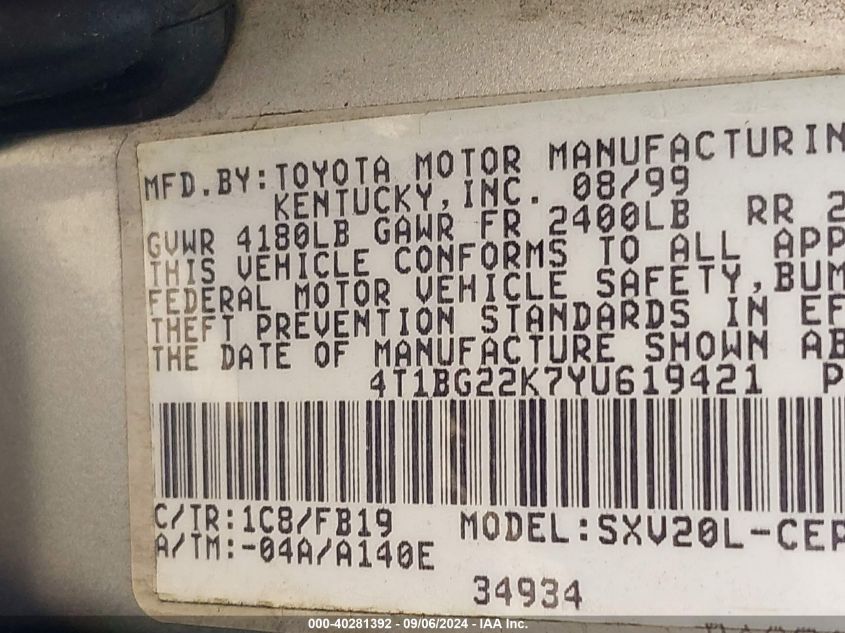 MFD.BY:TOYOTA MOTOR MANUFACTURIN
KENTUCKY,INC. 08/99
GVWR 4180LB GAWR FR 2400LB RR 2
THIS VEHICLE CONFORMS TO ALL APP
FEDERAL MOTOR VEHICLE SAFETY,BUM
THEFT PREVENTION STANDARDS IN EF
THE DATE OF MANUFACTURE SHOWN AB
4T1BG22K7YU619421 P
C/TR:1C8/FB19 MODEL:SXV20L-CEP
A/TM:-04A/A140E
34934
000-40281392 - 09/06/2024 - IAA Inc.